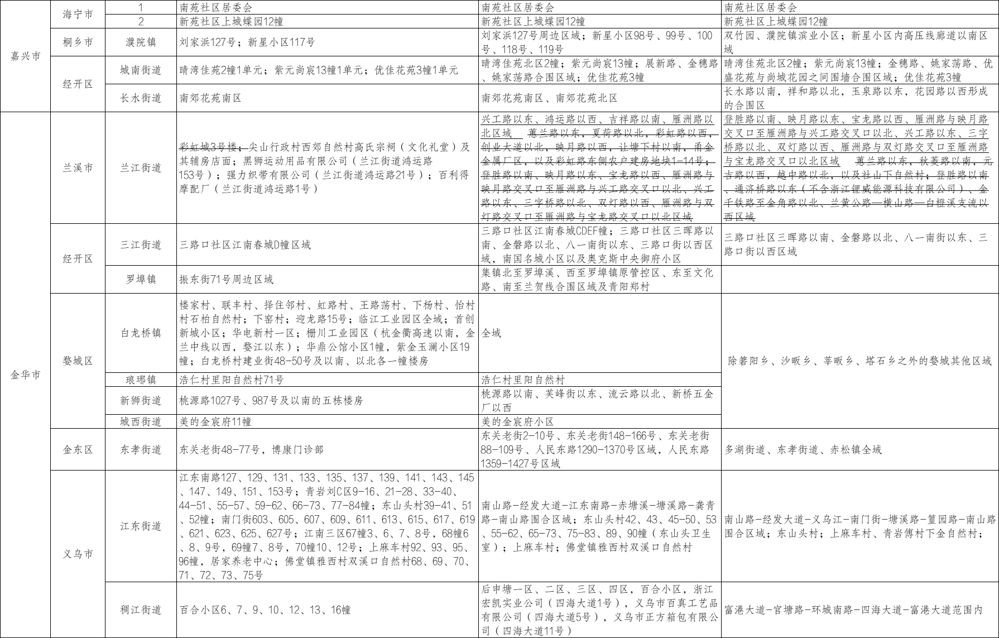 嘉兴市
海宁市
1
南苑社区居委会
南苑社区居委会
南苑社区居委会
2
新苑社区上城蝶园12幢
新苑社区上城蝶园12幢
新苑社区上城蝶园12幢
桐乡市
濮院镇
刘家浜127号；新星小区117号
刘家浜127号周边区域；新星小区98号、99号、100
号、118号、119号
双竹园、濮院镇滨业小区；新星小区内高压线廊道以南区
域
经开区
城南街道
晴湾佳苑2幢1单元；紫元尚宸13幢1单元；优佳花苑3幢1单元
晴湾佳苑北区2幢；紫元尚宸13幢；展新路、金穗路
、姚家荡路合围区域；优佳花苑3幢
晴湾佳苑北区2幢；紫元尚宸13幢；金穗路、姚家荡路、优
盛花苑与尚城花园之间围墙合围区域；优佳花苑3幢
长水街道
南郊花苑南区
南郊花苑南区、南郊花苑北区
长水路以南，祥和路以北，玉泉路以东，花园路以西形成
的合围区
金华市
兰溪市
兰江街道
彩虹城3号楼；尖山行政村西郊自然村高氏宗祠（文化礼堂）及
其辅房店面；黑狮运动用品有限公司（兰江街道鸿运路
153号）；强力织带有限公司（兰江街道鸿运路21号）；百利得
摩配厂（兰江街道鸿运路1号）
兴工路以东、鸿运路以西、吉祥路以南、雁洲路以
北区域 蕙兰路以东，夏荷路以北，彩虹路以西，
创业大道以北，映月路以西，让塘下村以南，甬金
金属厂区，以及彩虹路东侧农户建房地块1-14号；
登胜路以南、映月路以东、宝龙路以西、雁洲路与
映月路交叉口至雁洲路与兴工路交叉口以北、兴工
路以东、三字桥路以北、双灯路以西、雁洲路与双
灯路交叉口至雁洲路与宝龙路交叉口以北区域
登胜路以南、映月路以东、宝龙路以西、雁洲路与映月路
交叉口至雁洲路与兴工路交叉口以北、兴工路以东、三字
桥路以北、双灯路以西、雁洲路与双灯路交叉口至雁洲路
与宝龙路交叉口以北区域 蕙兰路以东，秋菱路以南，元
吉路以西，越中路以北，以及社山下自然村；登胜路以南
、通济桥路以东（不含浙江锂威能源科技有限公司）、金
千铁路至金角路以北、兰黄公路—横山路—白橙溪支流以
西区域
经开区
三江街道
三路口社区江南春城D幢区域
三路口社区江南春城CDEF幢；三路口社区三晖路以
南、金磐路以北、八一南街以东、三路口街以西区
域，南国名城小区以及奥克斯中央御府小区
三路口社区三晖路以南、金磐路以北、八一南街以东、三
路口街以西区域
罗埠镇
振东街71号周边区域
集镇北至罗埠溪、西至罗埠镇原管控区、东至文化
路、南至兰贺线合围区域及青阳郑村
婺城区
白龙桥镇
楼家村、联丰村、择住邻村、虹路村、王路荡村、下杨村、怡村
村石柏自然村；下窑村；迎龙路15号；临江工业园区全域；首创
新城小区；华电新村一区；栅川工业园区（杭金衢高速以南，金
兰中线以西，婺江以东）；华鼎公馆小区1幢，紫金玉澜小区19
幢；白龙桥村建业街48-50号及以南、以北各一幢楼房
全域
除箬阳乡、沙畈乡、莘畈乡、塔石乡之外的婺城其他区域
琅琊镇
浩仁村里阳自然村71号
浩仁村里阳自然村
新狮街道
桃源路1027号、987号及以南的五栋楼房
桃源路以南、芙峰街以东、流云路以北、新桥五金
厂以西
城西街道
美的金宸府11幢
美的金宸府小区
金东区
东孝街道
东关老街48-77号，博康门诊部
东关老街2-10号、东关老街148-166号、东关老街
88-109号、人民东路1290-1370号区域，人民东路
1359-1427号区域
多湖街道、东孝街道、赤松镇全域
义乌市
江东街道
江东南路127、129、131、133、135、137、139、141、143、145
、147、149、151、153号；青岩刘C区9-16、21-28、33-40、
44-51、55-57、59-62、66-73、77-84幢；东山头村39-41、51
、52幢；南门街603、605、607、609、611、613、615、617、619
、621、623、625、627号；江南三区67幢3、6、7、8号，68幢6
、8、9号，69幢7、8号，70幢10、12号；上麻车村92、93、95、
96幢，居家养老中心；佛堂镇雅西村双溪口自然村68、69、70、
71、72、73、75号
南山路-经发大道-江东南路-赤塘溪-塘溪路-龚青
路-南山路围合区域；东山头村42、43、45-50、53
、55-62、65-73、75-83、89、90幢（东山头卫生
室）；上麻车村；佛堂镇雅西村双溪口自然村
南山路-经发大道-义乌江-南门街-塘溪路-篁园路-南山路
围合区域；东山头村；上麻车村、青岩傅村下金自然村；
稠江街道
百合小区6、7、9、10、12、13、16幢
后申塘一区、二区、三区、四区，百合小区，浙江
宏凯实业公司（四海大道1号），义乌市百真工艺品
有限公司（四海大道5号），义乌市正方箱包有限公
司（四海大道11号）
富港大道-官塘路-环城南路-四海大道-富港大道范围内